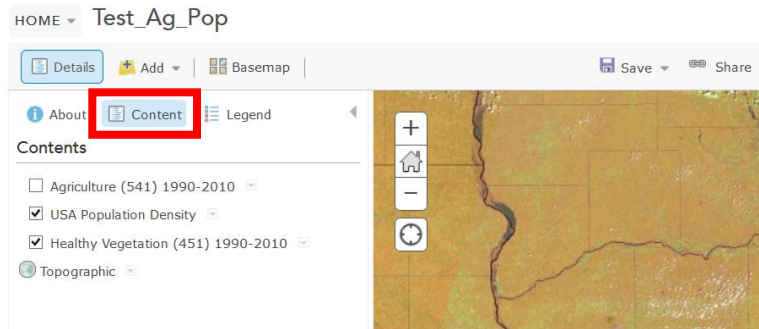 HOME Test_Ag_Pop
Details Add Basemap Save Share
About Content Legend
Contents
Agriculture (541) 1990-2010
USA Population Density
Healthy Vegetation (451) 1990-2010
Topographic